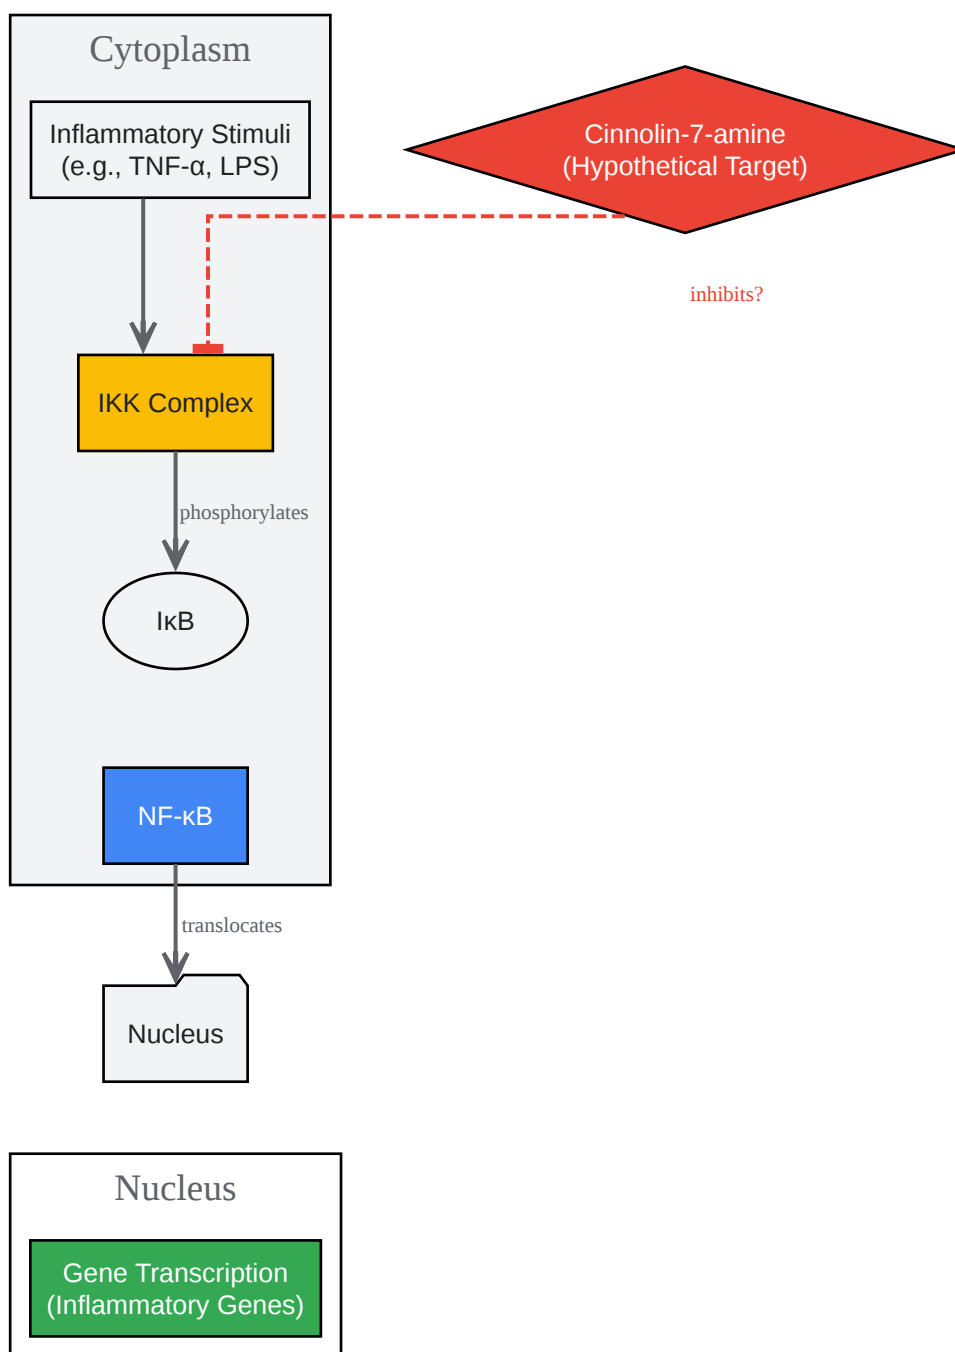 Cytoplasm
Inflammatory Stimuli
(e.g., TNF-α, LPS)
Cinnolin-7-amine
(Hypothetical Target)
inhibits?
IKK Complex
phosphorylates
IκB
NF-κB
translocates
Nucleus
Nucleus
Gene Transcription
(Inflammatory Genes)